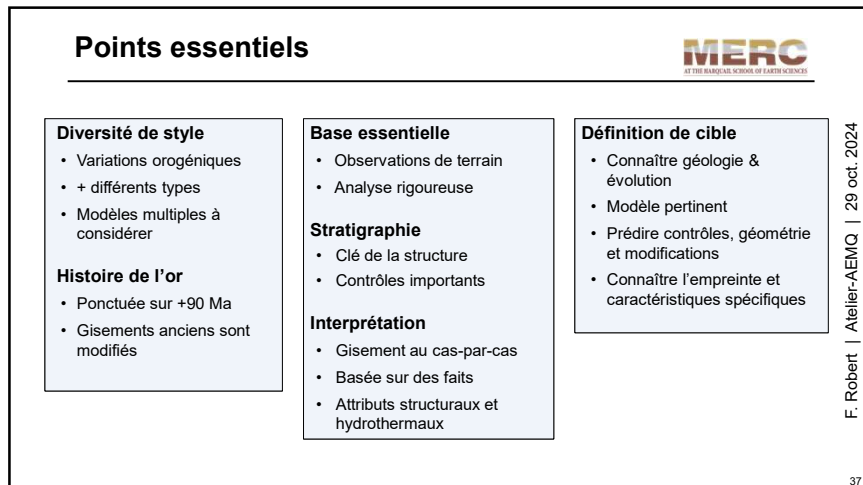 Points essentiels
MERC
AT THE HARQUAIL SCHOOL OF EARTH SCIENCES
Diversité de style
• Variations orogéniques
• + différents types
• Modèles multiples à
considérer
Histoire de l’or
• Ponctuée sur +90 Ma
• Gisements anciens sont
modifiés
Base essentielle
• Observations de terrain
• Analyse rigoureuse
Stratigraphie
• Clé de la structure
• Contrôles importants
Interprétation
• Gisement au cas-par-cas
• Basée sur des faits
• Attributs structuraux et
hydrothermaux
Définition de cible
• Connaître géologie &
évolution
• Modèle pertinent
• Prédire contrôles, géométrie
et modifications
• Connaître l’empreinte et
caractéristiques spécifiques
F. Robert | Atelier-AEMQ | 29 oct. 2024
37